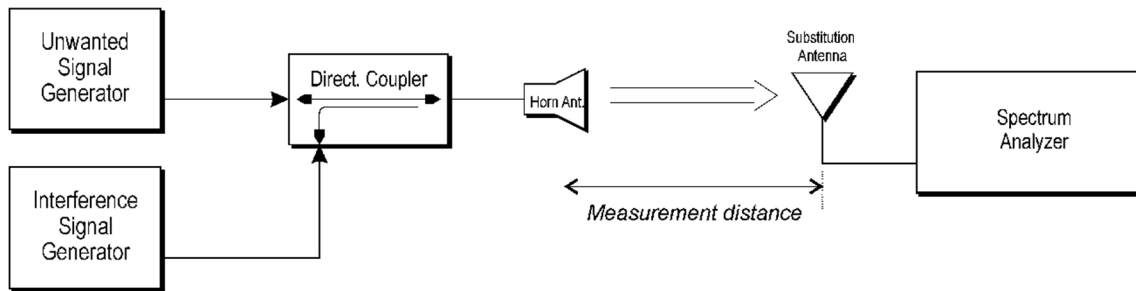 Unwanted
Signal
Generator
Direct. Coupler
Horn Ant.
Substitution
Antenna
Spectrum
Analyzer
Interference
Signal
Generator
Measurement distance